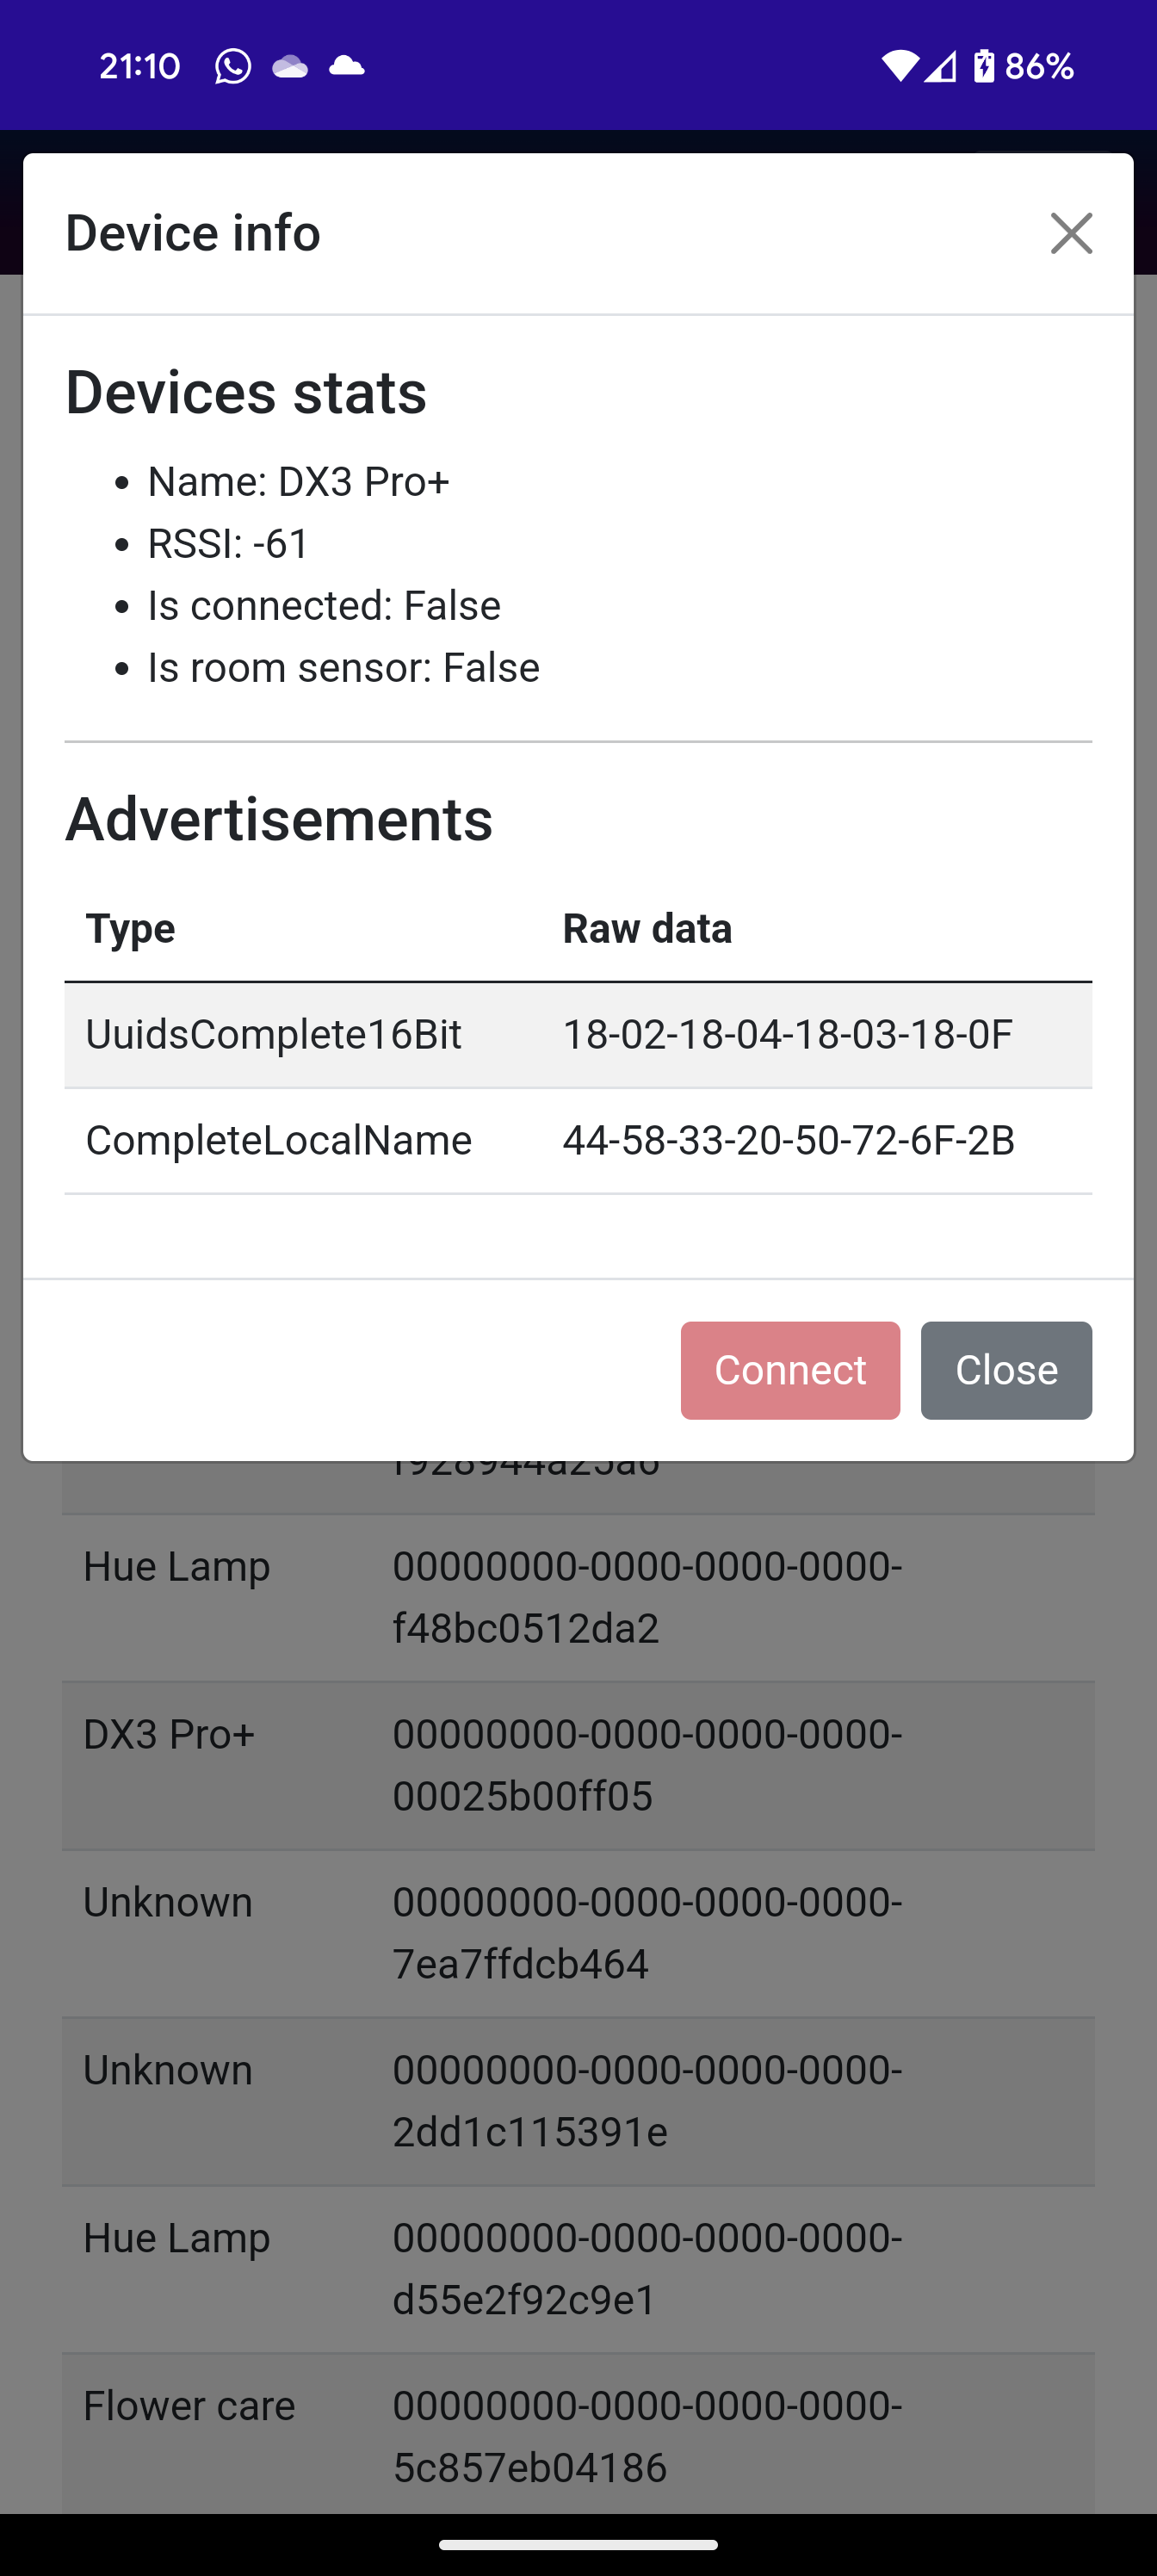 21:10
86%
Device info
Devices stats
Name: DX3 Pro+
RSSI: -61
Is connected: False
Is room sensor: False
Advertisements
Type Raw data
UuidsComplete16Bit 18-02-18-04-18-03-18-0F
CompleteLocalName 44-58-33-20-50-72-6F-2B
Connect Close
f928944a25a6
Hue Lamp 00000000-0000-0000-0000-
f48bc0512da2
DX3 Pro+ 00000000-0000-0000-0000-
00025b00ff05
Unknown 00000000-0000-0000-0000-
7ea7ffdcb464
Unknown 00000000-0000-0000-0000-
2dd1c115391e
Hue Lamp 00000000-0000-0000-0000-
d55e2f92c9e1
Flower care 00000000-0000-0000-0000-
5c857eb04186